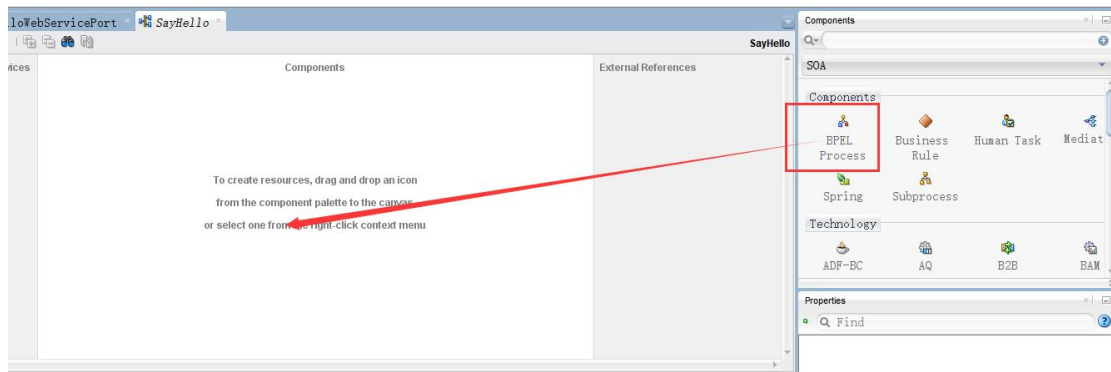 loWebServicePort SayHello
Components
SayHello
SOA
ices
Components
External References
Components
BPEL Process
Business Rule
Human Task
Mediat
Spring
Subprocess
To create resources, drag and drop an icon
from the component palette to the canvas
or select one from the right-click context menu
Technology
ADF-BC
AQ
B2B
BAM
Properties
Find